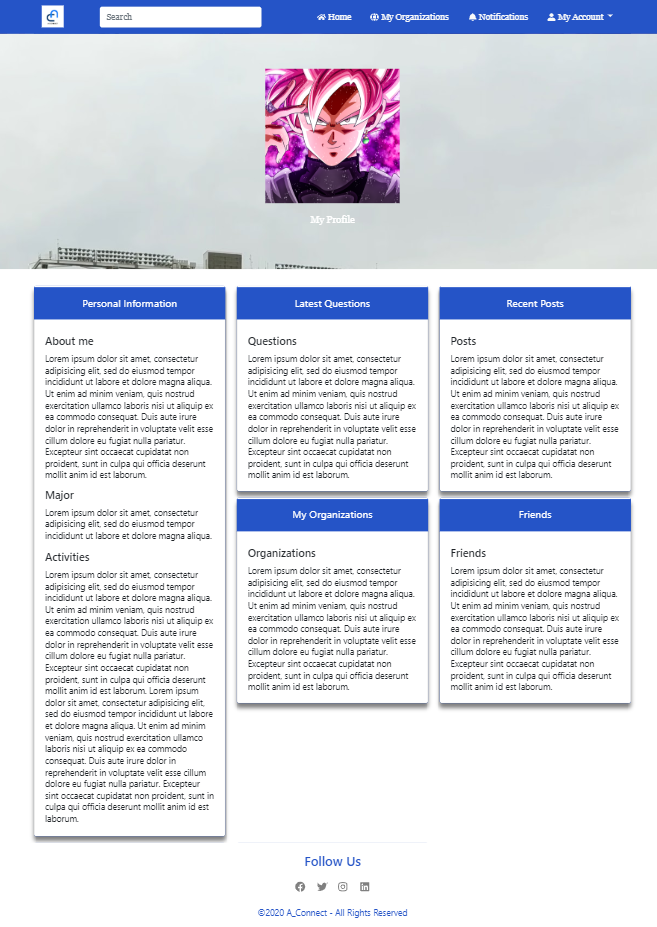 Search
Home
My Organizations
Notifications
My Account
My Profile
Personal Information
About me
Lorem ipsum dolor sit amet, consectetur
adipisicing elit, sed do eiusmod tempor
incididunt ut labore et dolore magna aliqua.
Ut enim ad minim veniam, quis nostrud
exercitation ullamco laboris nisi ut aliquip ex
ea commodo consequat. Duis aute irure
dolor in reprehenderit in voluptate velit esse
cillum dolore eu fugiat nulla pariatur.
Excepteur sint occaecat cupidatat non
proident, sunt in culpa qui officia deserunt
mollit anim id est laborum.
Major
Lorem ipsum dolor sit amet, consectetur
adipisicing elit, sed do eiusmod tempor
incididunt ut labore et dolore magna aliqua.
Activities
Lorem ipsum dolor sit amet, consectetur
adipisicing elit, sed do eiusmod tempor
incididunt ut labore et dolore magna aliqua.
Ut enim ad minim veniam, quis nostrud
exercitation ullamco laboris nisi ut aliquip ex
ea commodo consequat. Duis aute irure
dolor in reprehenderit in voluptate velit esse
cillum dolore eu fugiat nulla pariatur.
Excepteur sint occaecat cupidatat non
proident, sunt in culpa qui officia deserunt
mollit anim id est laborum. Lorem ipsum
dolor sit amet, consectetur adipisicing elit,
sed do eiusmod tempor incididunt ut labore
et dolore magna aliqua. Ut enim ad minim
veniam, quis nostrud exercitation ullamco
laboris nisi ut aliquip ex ea commodo
consequat. Duis aute irure dolor in
reprehenderit in voluptate velit esse cillum
dolore eu fugiat nulla pariatur. Excepteur
sint occaecat cupidatat non proident, sunt in
culpa qui officia deserunt mollit anim id est
laborum.
Latest Questions
Questions
Lorem ipsum dolor sit amet, consectetur
adipisicing elit, sed do eiusmod tempor
incididunt ut labore et dolore magna aliqua.
Ut enim ad minim veniam, quis nostrud
exercitation ullamco laboris nisi ut aliquip ex
ea commodo consequat. Duis aute irure
dolor in reprehenderit in voluptate velit esse
cillum dolore eu fugiat nulla pariatur.
Excepteur sint occaecat cupidatat non
proident, sunt in culpa qui officia deserunt
mollit anim id est laborum.
Recent Posts
Posts
Lorem ipsum dolor sit amet, consectetur
adipisicing elit, sed do eiusmod tempor
incididunt ut labore et dolore magna aliqua.
Ut enim ad minim veniam, quis nostrud
exercitation ullamco laboris nisi ut aliquip ex
ea commodo consequat. Duis aute irure
dolor in reprehenderit in voluptate velit esse
cillum dolore eu fugiat nulla pariatur.
Excepteur sint occaecat cupidatat non
proident, sunt in culpa qui officia deserunt
mollit anim id est laborum.
My Organizations
Organizations
Lorem ipsum dolor sit amet, consectetur
adipisicing elit, sed do eiusmod tempor
incididunt ut labore et dolore magna aliqua.
Ut enim ad minim veniam, quis nostrud
exercitation ullamco laboris nisi ut aliquip ex
ea commodo consequat. Duis aute irure
dolor in reprehenderit in voluptate velit esse
cillum dolore eu fugiat nulla pariatur.
Excepteur sint occaecat cupidatat non
proident, sunt in culpa qui officia deserunt
mollit anim id est laborum.
Friends
Friends
Lorem ipsum dolor sit amet, consectetur
adipisicing elit, sed do eiusmod tempor
incididunt ut labore et dolore magna aliqua.
Ut enim ad minim veniam, quis nostrud
exercitation ullamco laboris nisi ut aliquip ex
ea commodo consequat. Duis aute irure
dolor in reprehenderit in voluptate velit esse
cillum dolore eu fugiat nulla pariatur.
Excepteur sint occaecat cupidatat non
proident, sunt in culpa qui officia deserunt
mollit anim id est laborum.
Follow Us
©2020 A_Connect - All Rights Reserved